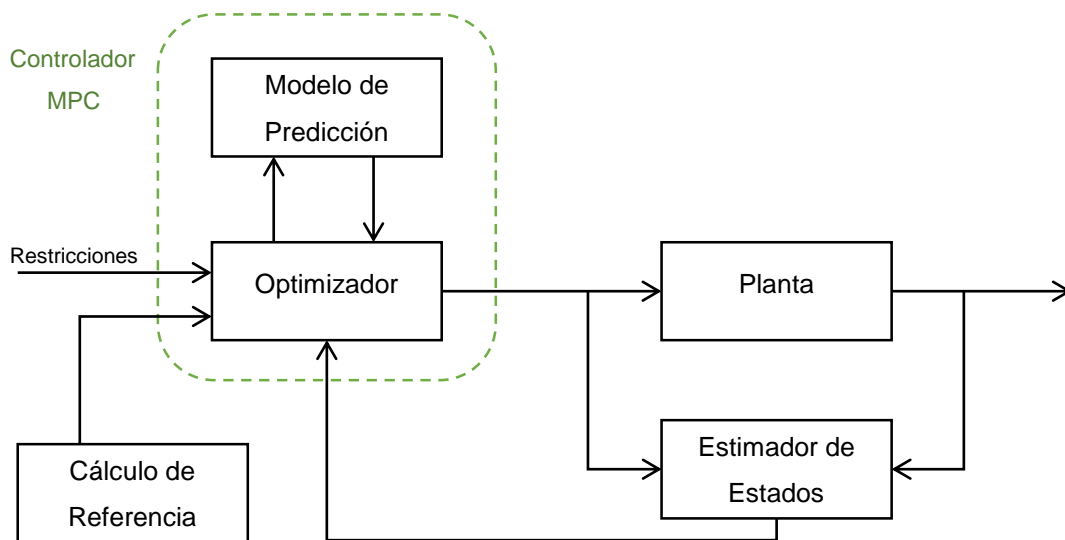 Controlador
MPC
Modelo de
Predicción
Restricciones
Optimizador
Planta
Cálculo de
Referencia
Estimador de
Estados